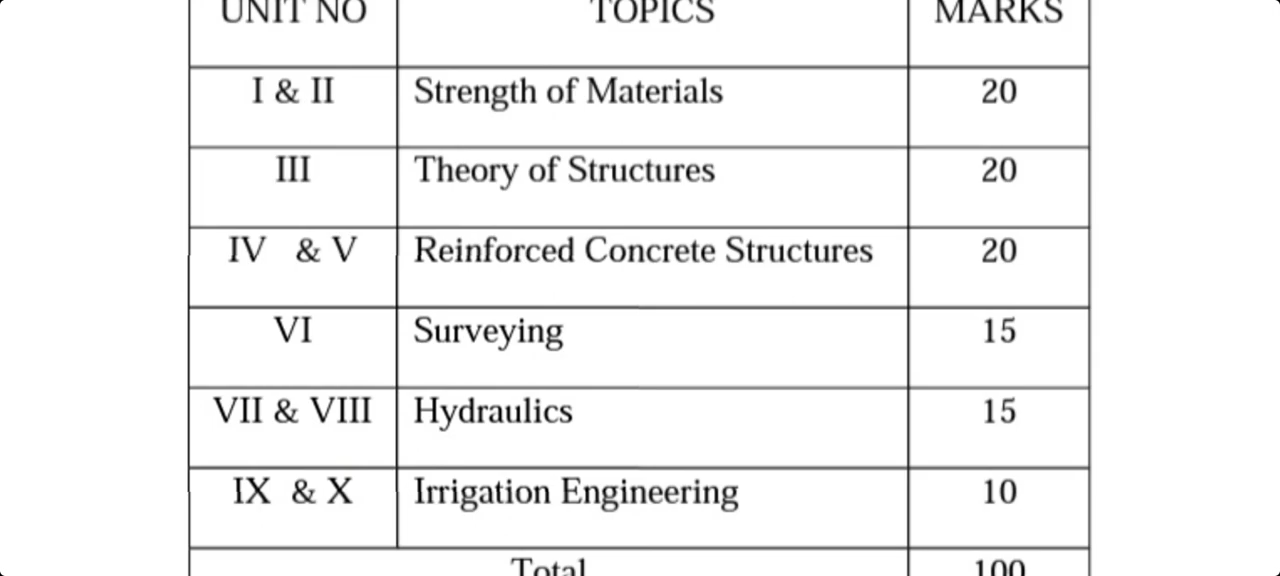 UNIT NO TOPICS MARKS
I & II Strength of Materials 20
III Theory of Structures 20
IV & V Reinforced Concrete Structures 20
VI Surveying 15
VII & VIII Hydraulics 15
IX & X Irrigation Engineering 10
Total 100